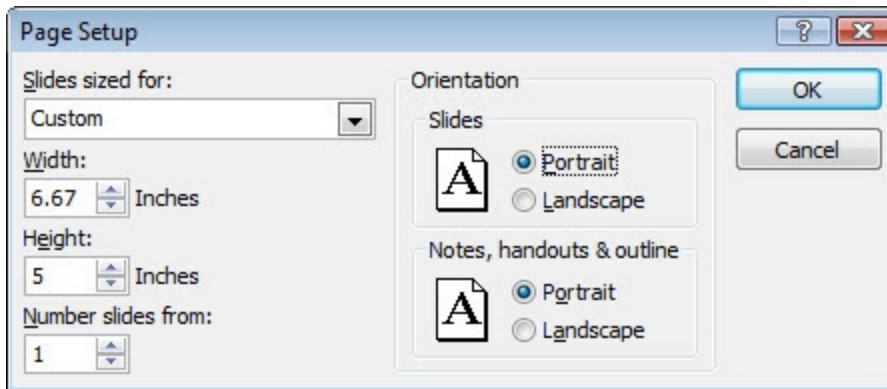 Page Setup
Slides sized for:
Custom
Width:
6.67 Inches
Height:
5 Inches
Number slides from:
1
Orientation
Slides
A
Portrait
Landscape
Notes, handouts & outline
A
Portrait
Landscape
OK
Cancel